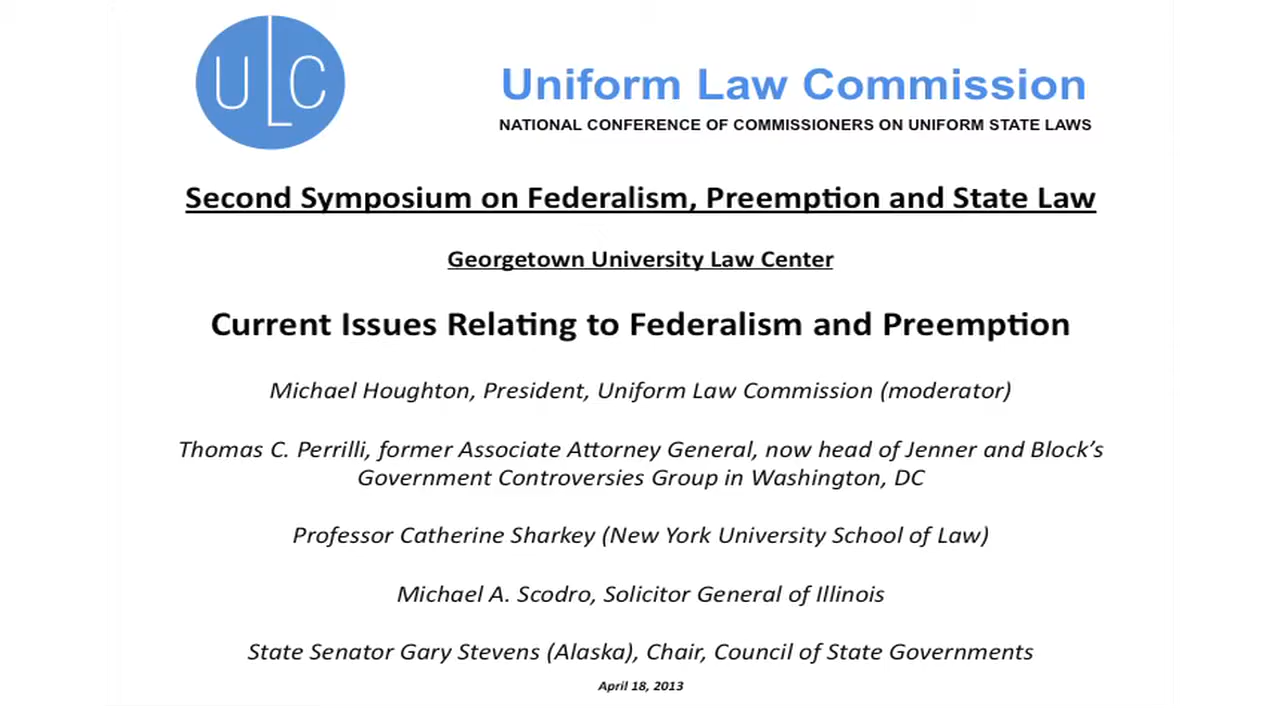 ULC
Uniform Law Commission
NATIONAL CONFERENCE OF COMMISSIONERS ON UNIFORM STATE LAWS
Second Symposium on Federalism, Preemption and State Law
Georgetown University Law Center
Current Issues Relating to Federalism and Preemption
Michael Houghton, President, Uniform Law Commission (moderator)
Thomas C. Perrilli, former Associate Attorney General, now head of Jenner and Block’s
Government Controversies Group in Washington, DC
Professor Catherine Sharkey (New York University School of Law)
Michael A. Scodro, Solicitor General of Illinois
State Senator Gary Stevens (Alaska), Chair, Council of State Governments
April 18, 2013